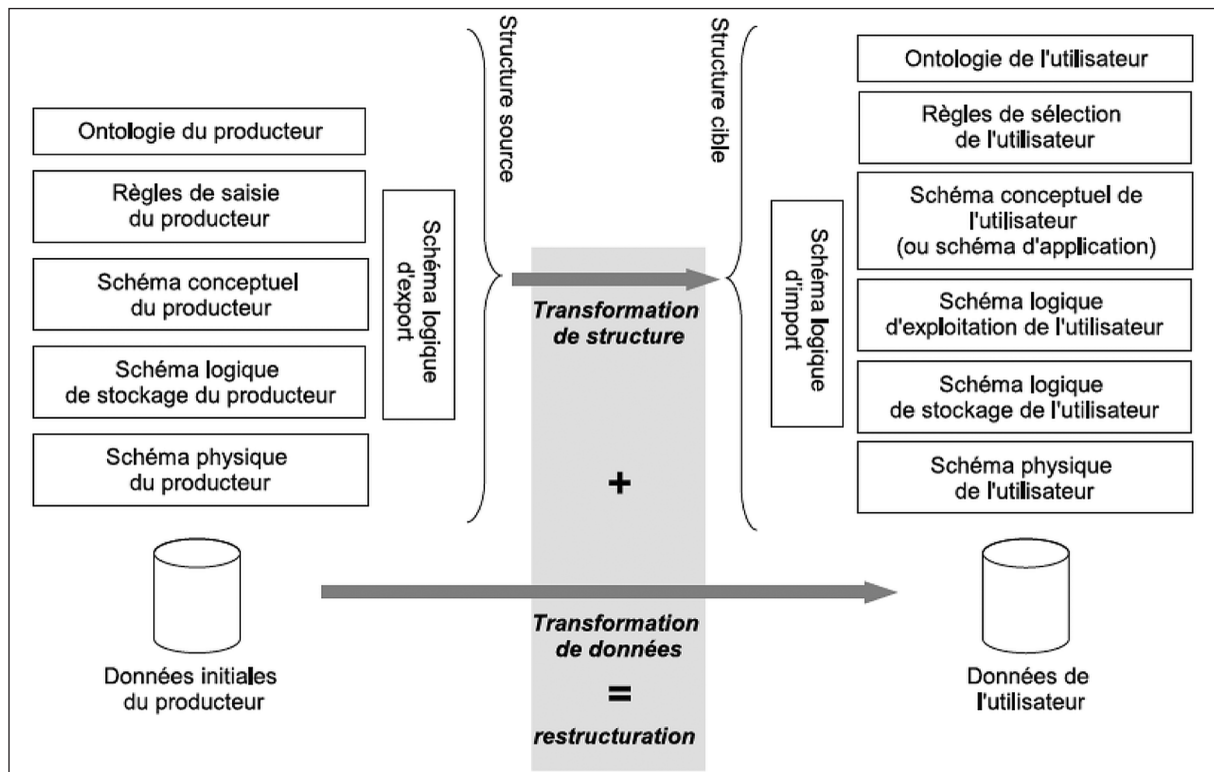 Ontologie du producteur
Règles de saisie
du producteur
Schéma conceptuel
du producteur
Schéma logique
de stockage du producteur
Schéma physique
du producteur
Schéma logique
d'export
Structure source
Données initiales
du producteur
Transformation
de structure
+
Transformation
de données
=
restructuration
Structure cible
Schéma logique
d'import
Ontologie de l'utilisateur
Règles de sélection
de l'utilisateur
Schéma conceptuel de
l'utilisateur
(ou schéma d'application)
Schéma logique
d'exploitation de l'utilisateur
Schéma logique
de stockage de l'utilisateur
Schéma physique
de l'utilisateur
Données de
l'utilisateur